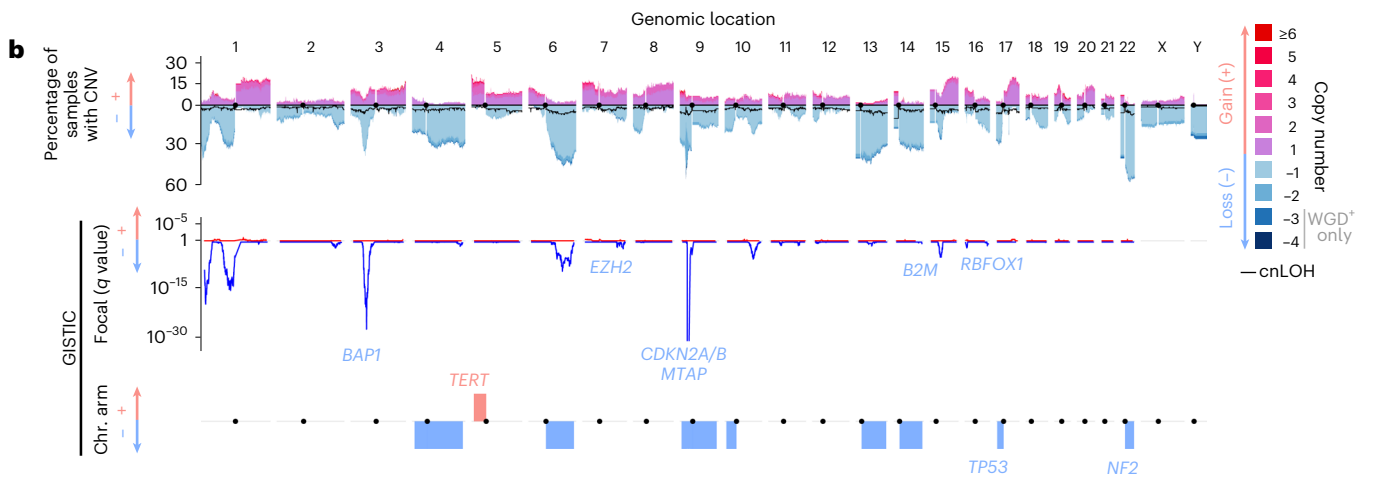 b
Genomic location
1 2 3 4 5 6 7 8 9 10 11 12 13 14 15 16 17 18 19 20 21 22 X Y
Percentage of
samples
with CNV
+
–
30
15
0
30
60
GISTIC
Focal (q value)
+
–
10⁻⁵
1
10⁻¹⁵
10⁻³⁰
EZH2
B2M
RBFOX1
BAP1
CDKN2A/B
MTAP
Chr. arm
+
–
TERT
TP53
NF2
Gain (+)
Loss (–)
≥6
5
4
3
2
1
–1
–2
–3
–4
WGD⁺
only
Copy number
cnLOH